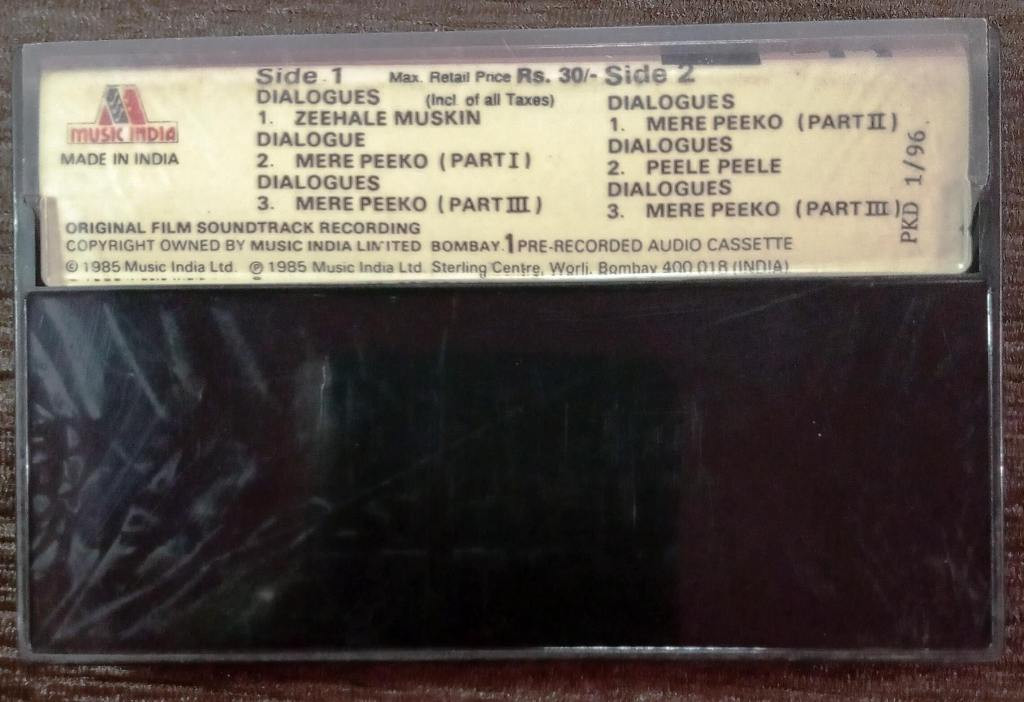 MUSIC INDIA
MADE IN INDIA
Side 1
Max. Retail Price Rs. 30/-
(Incl. of all Taxes)
DIALOGUES
1. ZEEHALE MUSKIN
DIALOGUE
2. MERE PEEKO (PART I)
DIALOGUES
3. MERE PEEKO (PART III)
Side 2
DIALOGUES
1. MERE PEEKO (PART II)
DIALOGUES
2. PEELE PEELE
DIALOGUES
3. MERE PEEKO (PART III)
PKD 1/96
ORIGINAL FILM SOUNDTRACK RECORDING
COPYRIGHT OWNED BY MUSIC INDIA LIMITED BOMBAY. 1 PRE-RECORDED AUDIO CASSETTE
© 1985 Music India Ltd. ℗ 1985 Music India Ltd. Sterling Centre, Worli, Bombay 400 018 (INDIA)